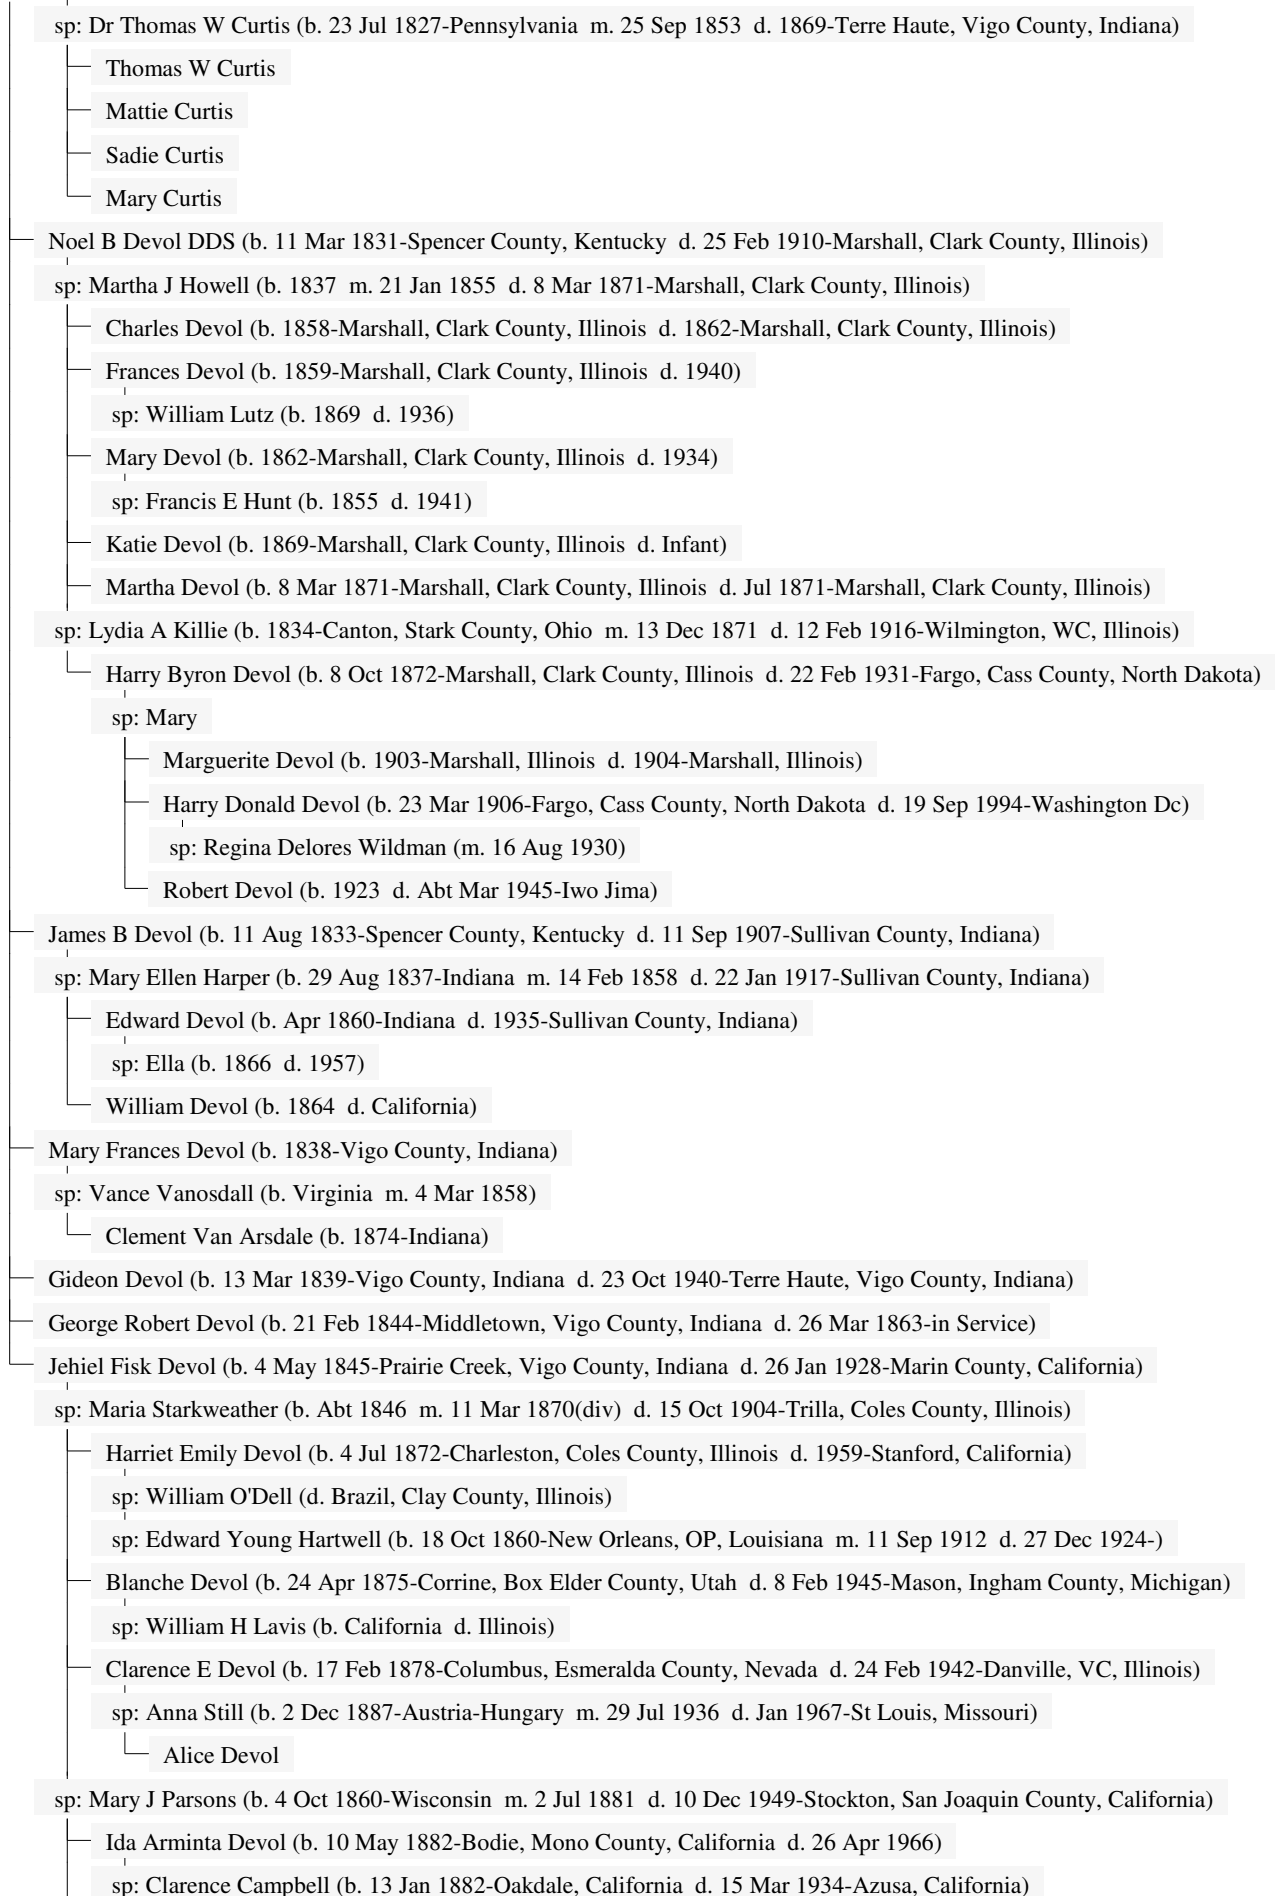 sp: Dr Thomas W Curtis (b. 23 Jul 1827-Pennsylvania m. 25 Sep 1853 d. 1869-Terre Haute, Vigo County, Indiana)
Thomas W Curtis
Mattie Curtis
Sadie Curtis
Mary Curtis
Noel B Devol DDS (b. 11 Mar 1831-Spencer County, Kentucky d. 25 Feb 1910-Marshall, Clark County, Illinois)
sp: Martha J Howell (b. 1837 m. 21 Jan 1855 d. 8 Mar 1871-Marshall, Clark County, Illinois)
Charles Devol (b. 1858-Marshall, Clark County, Illinois d. 1862-Marshall, Clark County, Illinois)
Frances Devol (b. 1859-Marshall, Clark County, Illinois d. 1940)
sp: William Lutz (b. 1869 d. 1936)
Mary Devol (b. 1862-Marshall, Clark County, Illinois d. 1934)
sp: Francis E Hunt (b. 1855 d. 1941)
Katie Devol (b. 1869-Marshall, Clark County, Illinois d. Infant)
Martha Devol (b. 8 Mar 1871-Marshall, Clark County, Illinois d. Jul 1871-Marshall, Clark County, Illinois)
sp: Lydia A Killie (b. 1834-Canton, Stark County, Ohio m. 13 Dec 1871 d. 12 Feb 1916-Wilmington, WC, Illinois)
Harry Byron Devol (b. 8 Oct 1872-Marshall, Clark County, Illinois d. 22 Feb 1931-Fargo, Cass County, North Dakota)
sp: Mary
Marguerite Devol (b. 1903-Marshall, Illinois d. 1904-Marshall, Illinois)
Harry Donald Devol (b. 23 Mar 1906-Fargo, Cass County, North Dakota d. 19 Sep 1994-Washington Dc)
sp: Regina Delores Wildman (m. 16 Aug 1930)
Robert Devol (b. 1923 d. Abt Mar 1945-Iwo Jima)
James B Devol (b. 11 Aug 1833-Spencer County, Kentucky d. 11 Sep 1907-Sullivan County, Indiana)
sp: Mary Ellen Harper (b. 29 Aug 1837-Indiana m. 14 Feb 1858 d. 22 Jan 1917-Sullivan County, Indiana)
Edward Devol (b. Apr 1860-Indiana d. 1935-Sullivan County, Indiana)
sp: Ella (b. 1866 d. 1957)
William Devol (b. 1864 d. California)
Mary Frances Devol (b. 1838-Vigo County, Indiana)
sp: Vance Vanosdall (b. Virginia m. 4 Mar 1858)
Clement Van Arsdale (b. 1874-Indiana)
Gideon Devol (b. 13 Mar 1839-Vigo County, Indiana d. 23 Oct 1940-Terre Haute, Vigo County, Indiana)
George Robert Devol (b. 21 Feb 1844-Middletown, Vigo County, Indiana d. 26 Mar 1863-in Service)
Jehiel Fisk Devol (b. 4 May 1845-Prairie Creek, Vigo County, Indiana d. 26 Jan 1928-Marin County, California)
sp: Maria Starkweather (b. Abt 1846 m. 11 Mar 1870(div) d. 15 Oct 1904-Trilla, Coles County, Illinois)
Harriet Emily Devol (b. 4 Jul 1872-Charleston, Coles County, Illinois d. 1959-Stanford, California)
sp: William O'Dell (d. Brazil, Clay County, Illinois)
sp: Edward Young Hartwell (b. 18 Oct 1860-New Orleans, OP, Louisiana m. 11 Sep 1912 d. 27 Dec 1924-)
Blanche Devol (b. 24 Apr 1875-Corrine, Box Elder County, Utah d. 8 Feb 1945-Mason, Ingham County, Michigan)
sp: William H Lavis (b. California d. Illinois)
Clarence E Devol (b. 17 Feb 1878-Columbus, Esmeralda County, Nevada d. 24 Feb 1942-Danville, VC, Illinois)
sp: Anna Still (b. 2 Dec 1887-Austria-Hungary m. 29 Jul 1936 d. Jan 1967-St Louis, Missouri)
Alice Devol
sp: Mary J Parsons (b. 4 Oct 1860-Wisconsin m. 2 Jul 1881 d. 10 Dec 1949-Stockton, San Joaquin County, California)
Ida Arminta Devol (b. 10 May 1882-Bodie, Mono County, California d. 26 Apr 1966)
sp: Clarence Campbell (b. 13 Jan 1882-Oakdale, California d. 15 Mar 1934-Azusa, California)